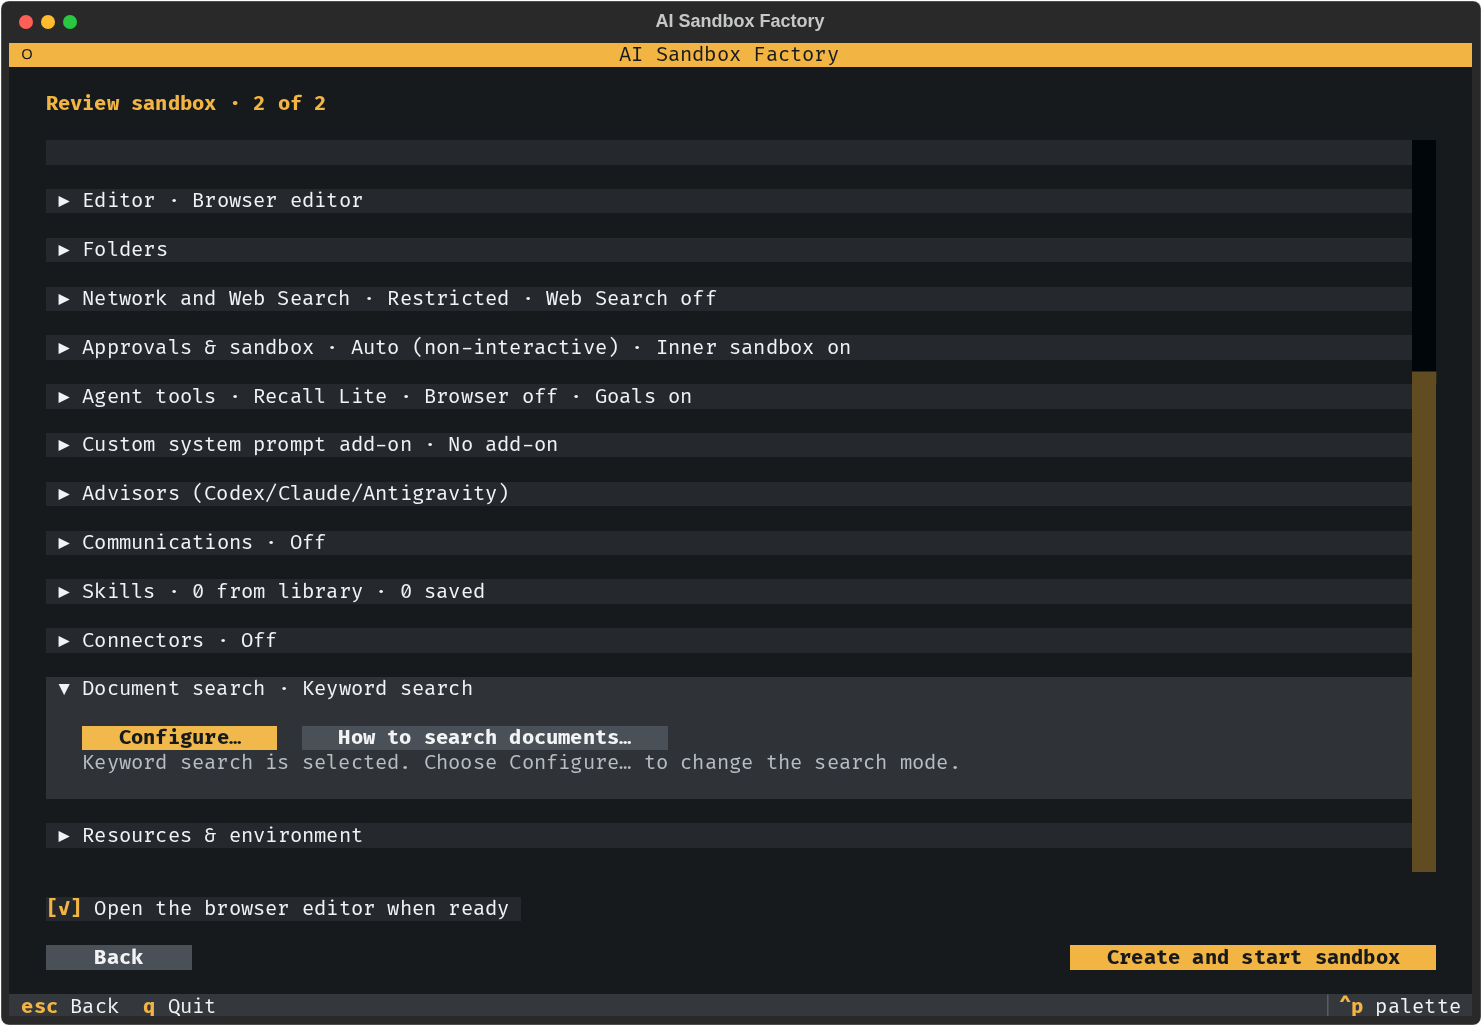 AI Sandbox Factory
O AI Sandbox Factory
Review sandbox · 2 of 2
▶ Editor · Browser editor
▶ Folders
▶ Network and Web Search · Restricted · Web Search off
▶ Approvals & sandbox · Auto (non-interactive) · Inner sandbox on
▶ Agent tools · Recall Lite · Browser off · Goals on
▶ Custom system prompt add-on · No add-on
▶ Advisors (Codex/Claude/Antigravity)
▶ Communications · Off
▶ Skills · 0 from library · 0 saved
▶ Connectors · Off
▼ Document search · Keyword search
Configure… How to search documents…
Keyword search is selected. Choose Configure… to change the search mode.
▶ Resources & environment
[√] Open the browser editor when ready
Back Create and start sandbox
esc Back q Quit ^p palette